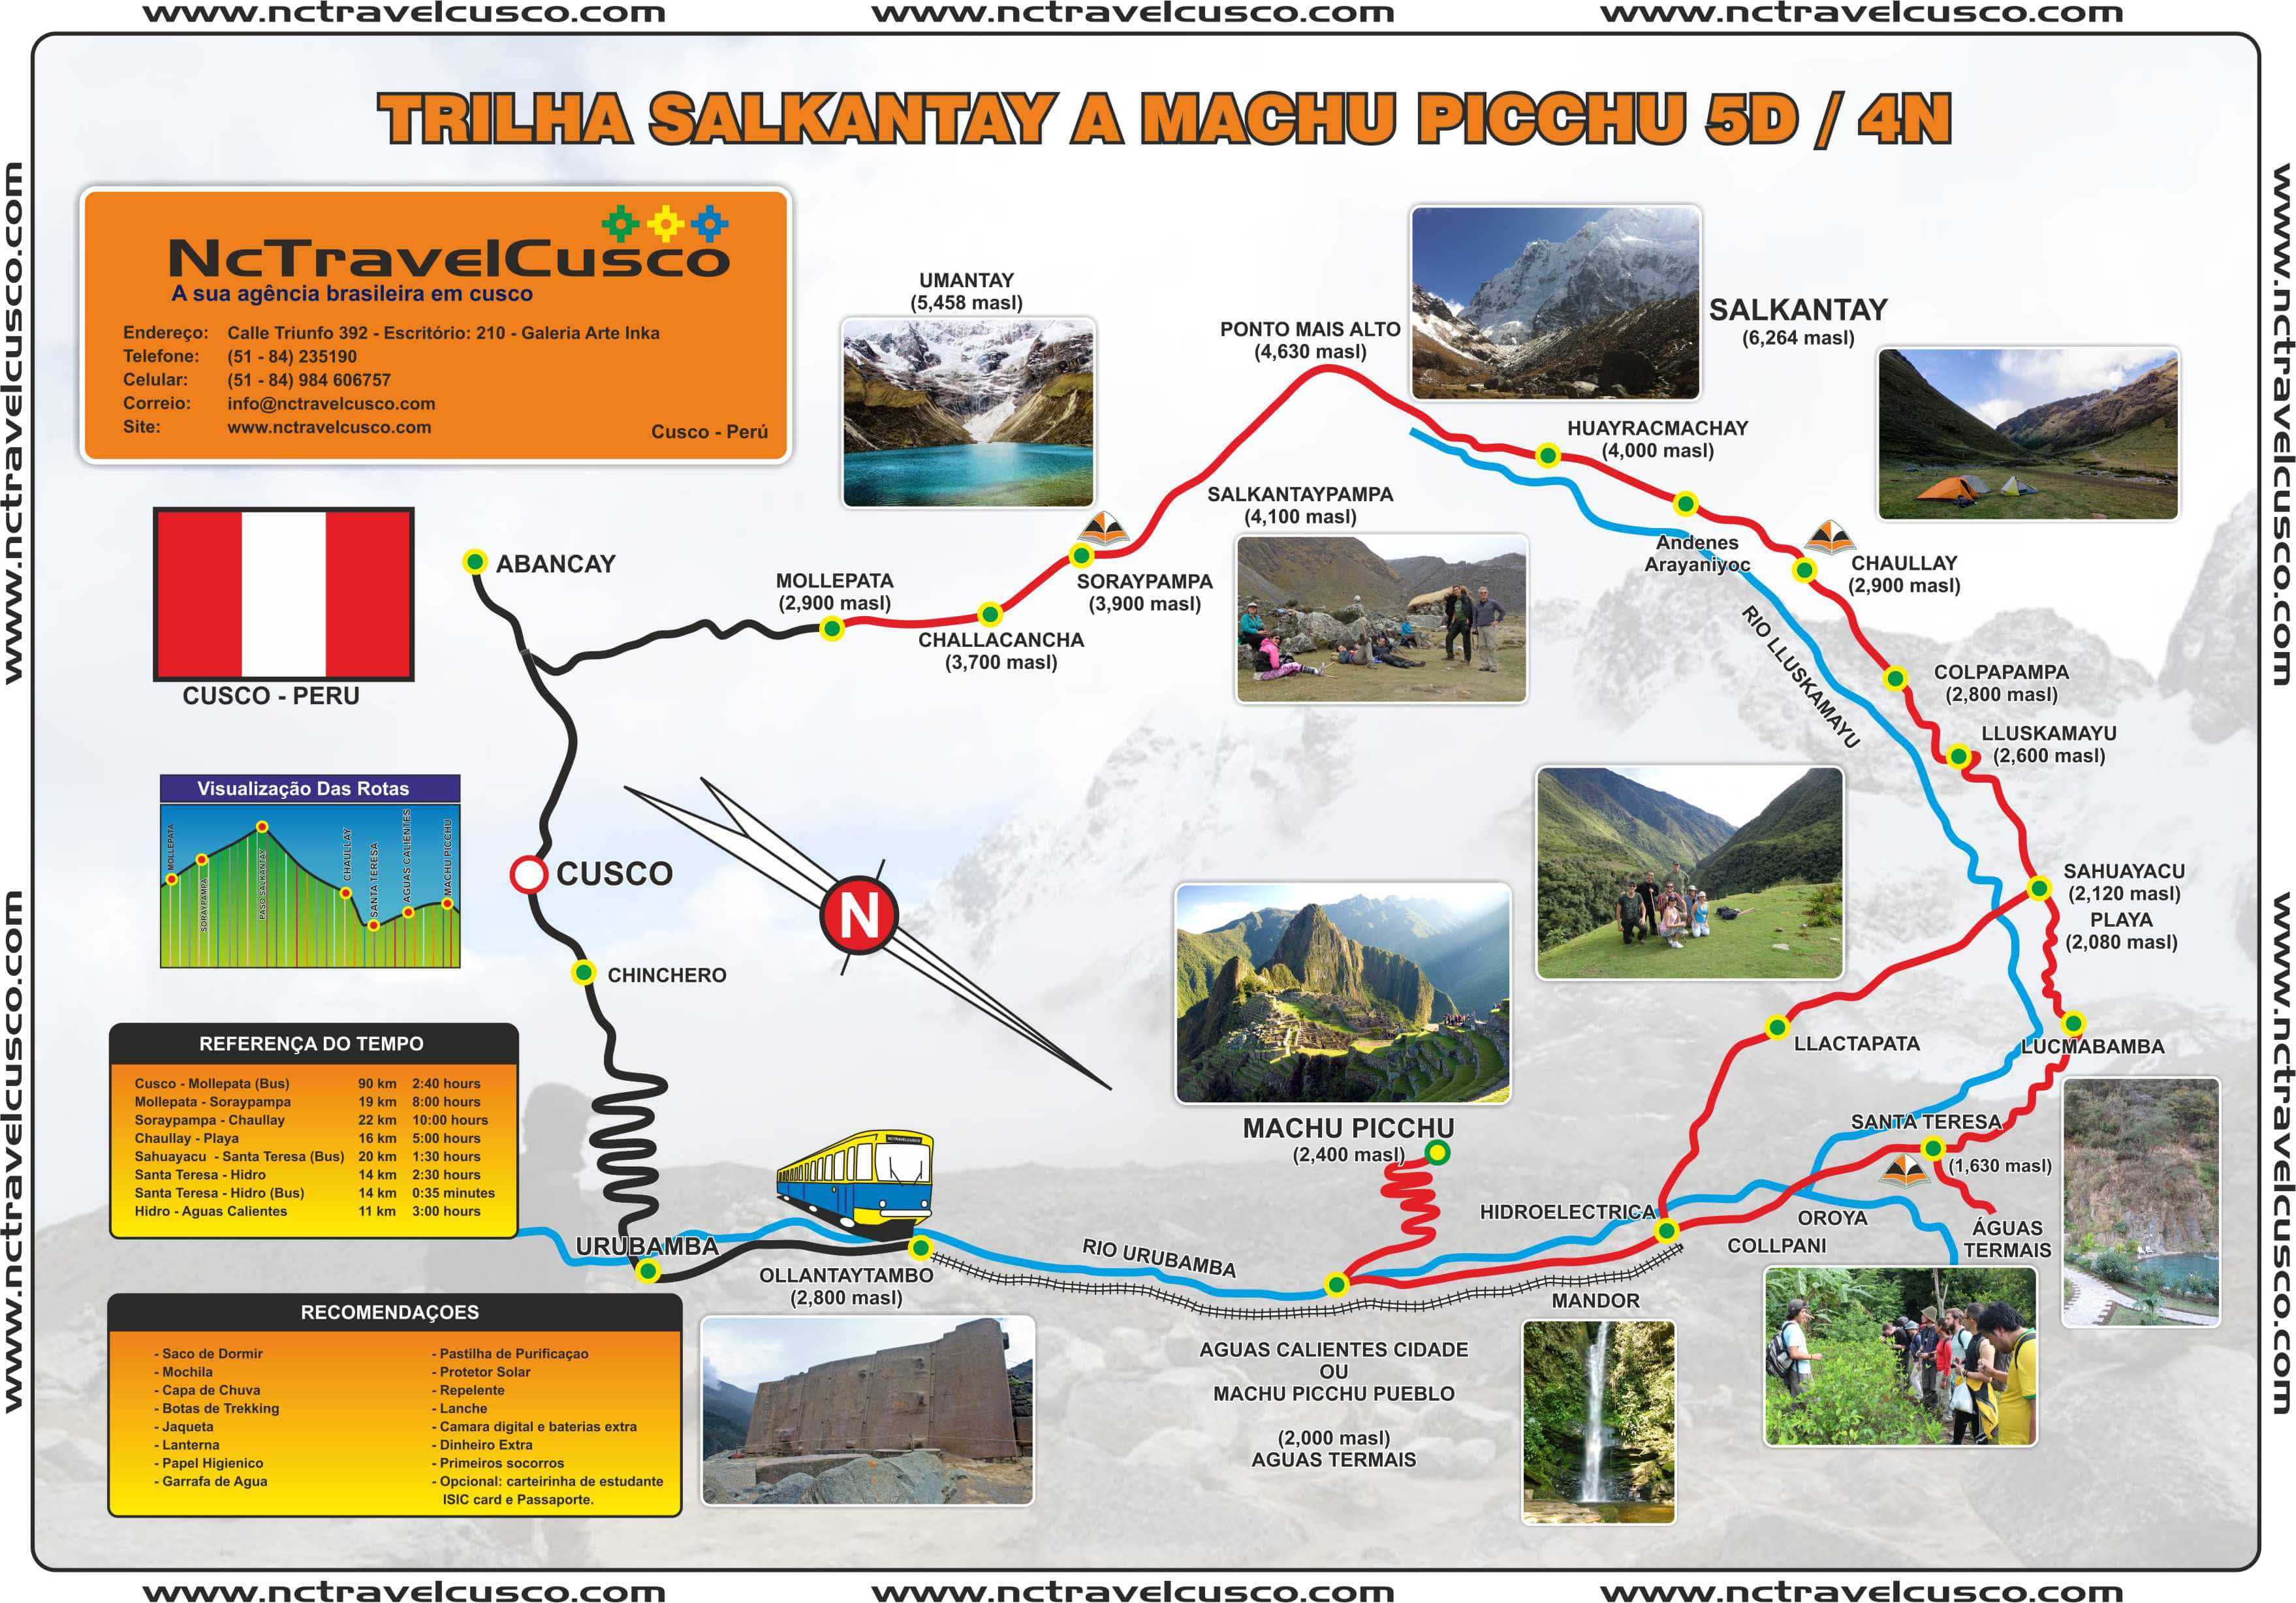 www.nctravelcusco.com
www.nctravelcusco.com
www.nctravelcusco.com
www.nctravelcusco.com
www.nctravelcusco.com
www.nctravelcusco.com
www.nctravelcusco.com
TRILHA SALKANTAY A MACHU PICCHU 5D / 4N
NcTravelCusco
A sua agência brasileira em cusco
Endereço: Calle Triunfo 392 - Escritório: 210 - Galeria Arte Inka
Telefone: (51 - 84) 235190
Celular: (51 - 84) 984 606757
Correio: info@nctravelcusco.com
Site: www.nctravelcusco.com
Cusco - Perú
UMANTAY
(5,458 masl)
PONTO MAIS ALTO
(4,630 masl)
SALKANTAY
(6,264 masl)
HUAYRACMACHAY
(4,000 masl)
SALKANTAYPAMPA
(4,100 masl)
Andenes
Arayaniyoc
CHAULLAY
(2,900 masl)
ABANCAY
MOLLEPATA
(2,900 masl)
SORAYPAMPA
(3,900 masl)
CHALLACANCHA
(3,700 masl)
RIO LLUSKAMAYU
COLPAPAMPA
(2,800 masl)
LLUSKAMAYU
(2,600 masl)
CUSCO - PERU
Visualização Das Rotas
MOLLEPATA
SORAYPAMPA
PASO SALKANTAY
CHAULLAY
SANTA TERESA
AGUAS CALIENTES
MACHU PICCHU
CUSCO
N
SAHUAYACU
(2,120 masl)
PLAYA
(2,080 masl)
CHINCHERO
LLACTAPATA
LUCMABAMBA
REFERENÇA DO TEMPO
Cusco - Mollepata (Bus) 90 km 2:40 hours
Mollepata - Soraypampa 19 km 8:00 hours
Soraypampa - Chaullay 22 km 10:00 hours
Chaullay - Playa 16 km 5:00 hours
Sahuayacu - Santa Teresa (Bus) 20 km 1:30 hours
Santa Teresa - Hidro 14 km 2:30 hours
Santa Teresa - Hidro (Bus) 14 km 0:35 minutes
Hidro - Aguas Calientes 11 km 3:00 hours
NCTRAVELCUSCO
MACHU PICCHU
(2,400 masl)
SANTA TERESA
(1,630 masl)
HIDROELECTRICA
OROYA
COLLPANI
ÁGUAS
TERMAIS
URUBAMBA
OLLANTAYTAMBO
(2,800 masl)
RIO URUBAMBA
MANDOR
AGUAS CALIENTES CIDADE
OU
MACHU PICCHU PUEBLO
(2,000 masl)
AGUAS TERMAIS
RECOMENDAÇOES
- Saco de Dormir
- Mochila
- Capa de Chuva
- Botas de Trekking
- Jaqueta
- Lanterna
- Papel Higienico
- Garrafa de Agua
- Pastilha de Purificaçao
- Protetor Solar
- Repelente
- Lanche
- Camara digital e baterias extra
- Dinheiro Extra
- Primeiros socorros
- Opcional: carteirinha de estudante
ISIC card e Passaporte.
www.nctravelcusco.com
www.nctravelcusco.com
www.nctravelcusco.com